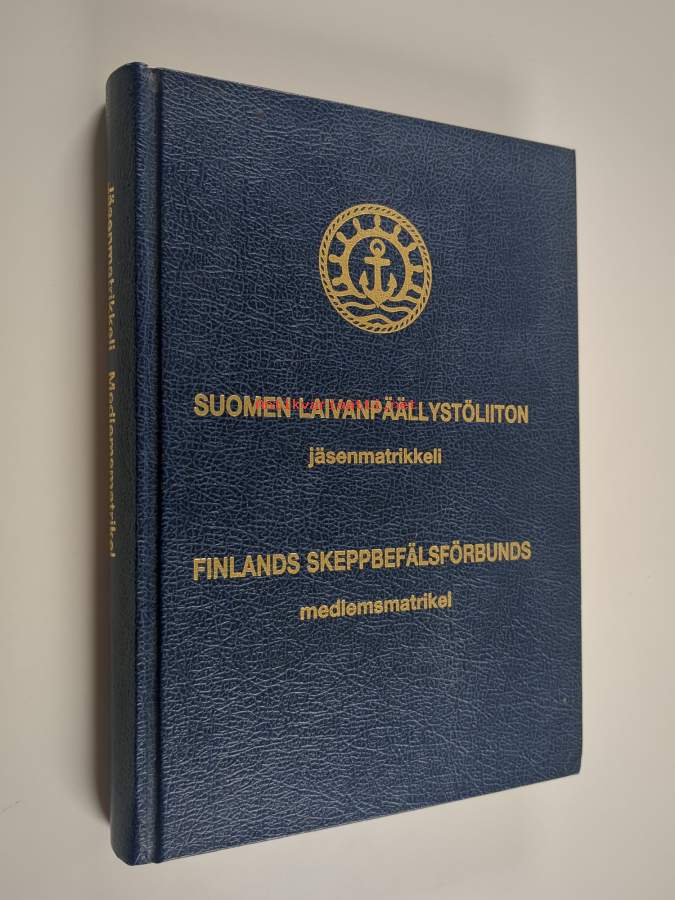 SUOMEN LAIVANPÄÄLLYSTÖLIITON
jäsenmatrikkeli
FINLANDS SKEPPBEFÄLSFÖRBUNDS
medlemsmatrikel
Jäsenmatrikkeli Medlemsmatrikel